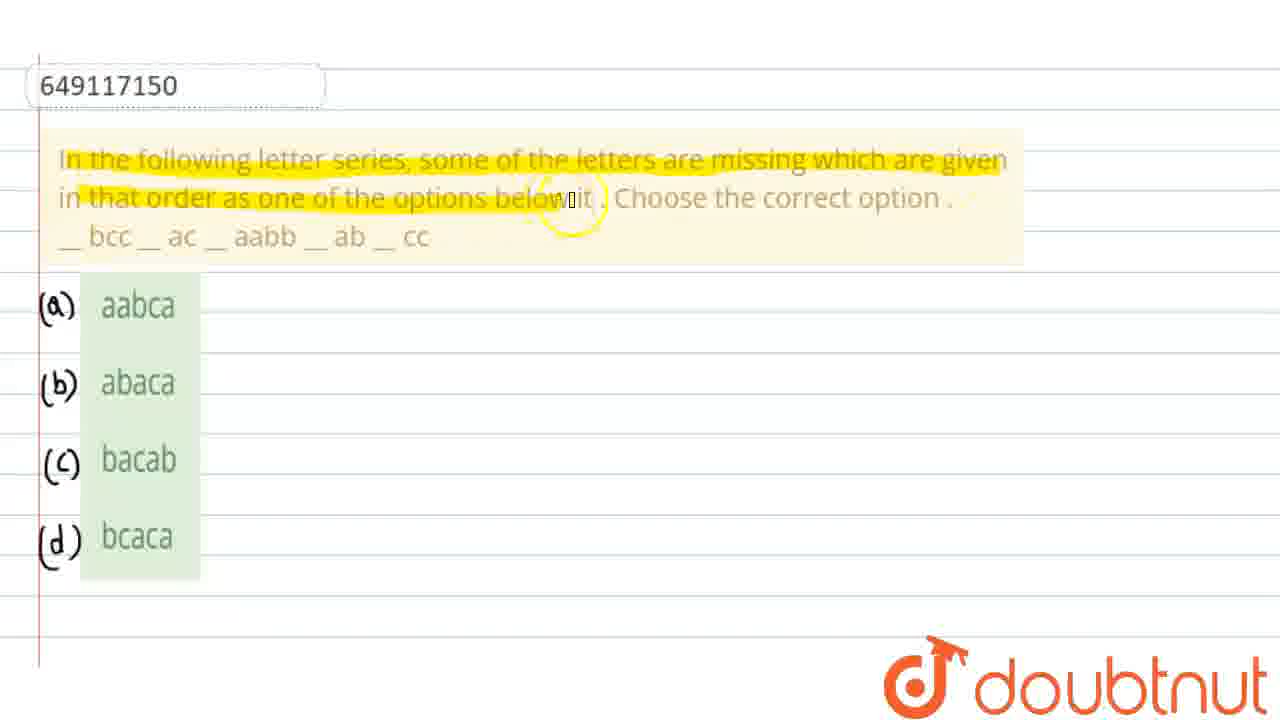 649117150
In the following letter series, some of the letters are missing which are given
in that order as one of the options below it . Choose the correct option .
__ bcc __ ac __ aabb __ ab __ cc
(a) aabca
(b) abaca
(c) bacab
(d) bcaca
doubtnut